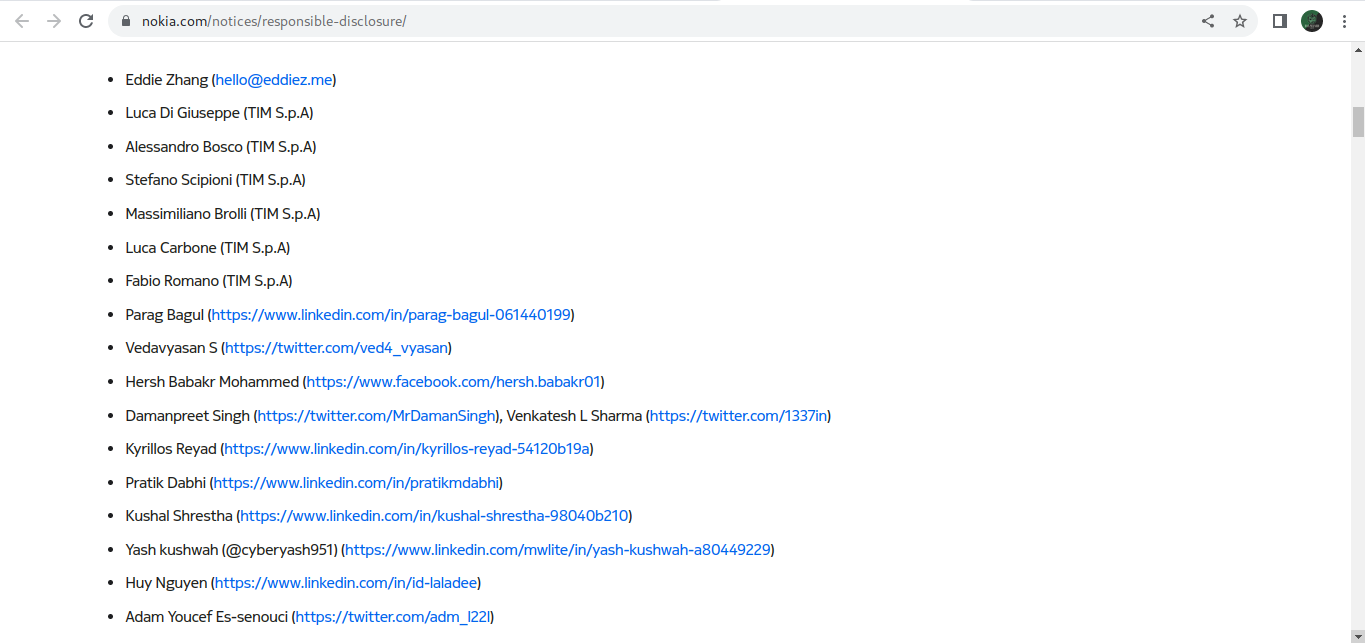 nokia.com/notices/responsible-disclosure/
• Eddie Zhang (hello@eddiez.me)
• Luca Di Giuseppe (TIM S.p.A)
• Alessandro Bosco (TIM S.p.A)
• Stefano Scipioni (TIM S.p.A)
• Massimiliano Brolli (TIM S.p.A)
• Luca Carbone (TIM S.p.A)
• Fabio Romano (TIM S.p.A)
• Parag Bagul (https://www.linkedin.com/in/parag-bagul-061440199)
• Vedavyasan S (https://twitter.com/ved4_vyasan)
• Hersh Babakr Mohammed (https://www.facebook.com/hersh.babakr01)
• Damanpreet Singh (https://twitter.com/MrDamanSingh), Venkatesh L Sharma (https://twitter.com/1337in)
• Kyrillos Reyad (https://www.linkedin.com/in/kyrillos-reyad-54120b19a)
• Pratik Dabhi (https://www.linkedin.com/in/pratikmdabhi)
• Kushal Shrestha (https://www.linkedin.com/in/kushal-shrestha-98040b210)
• Yash kushwah (@cyberyash951) (https://www.linkedin.com/mwlite/in/yash-kushwah-a80449229)
• Huy Nguyen (https://www.linkedin.com/in/id-laladee)
• Adam Youcef Es-senouci (https://twitter.com/adm_l22l)